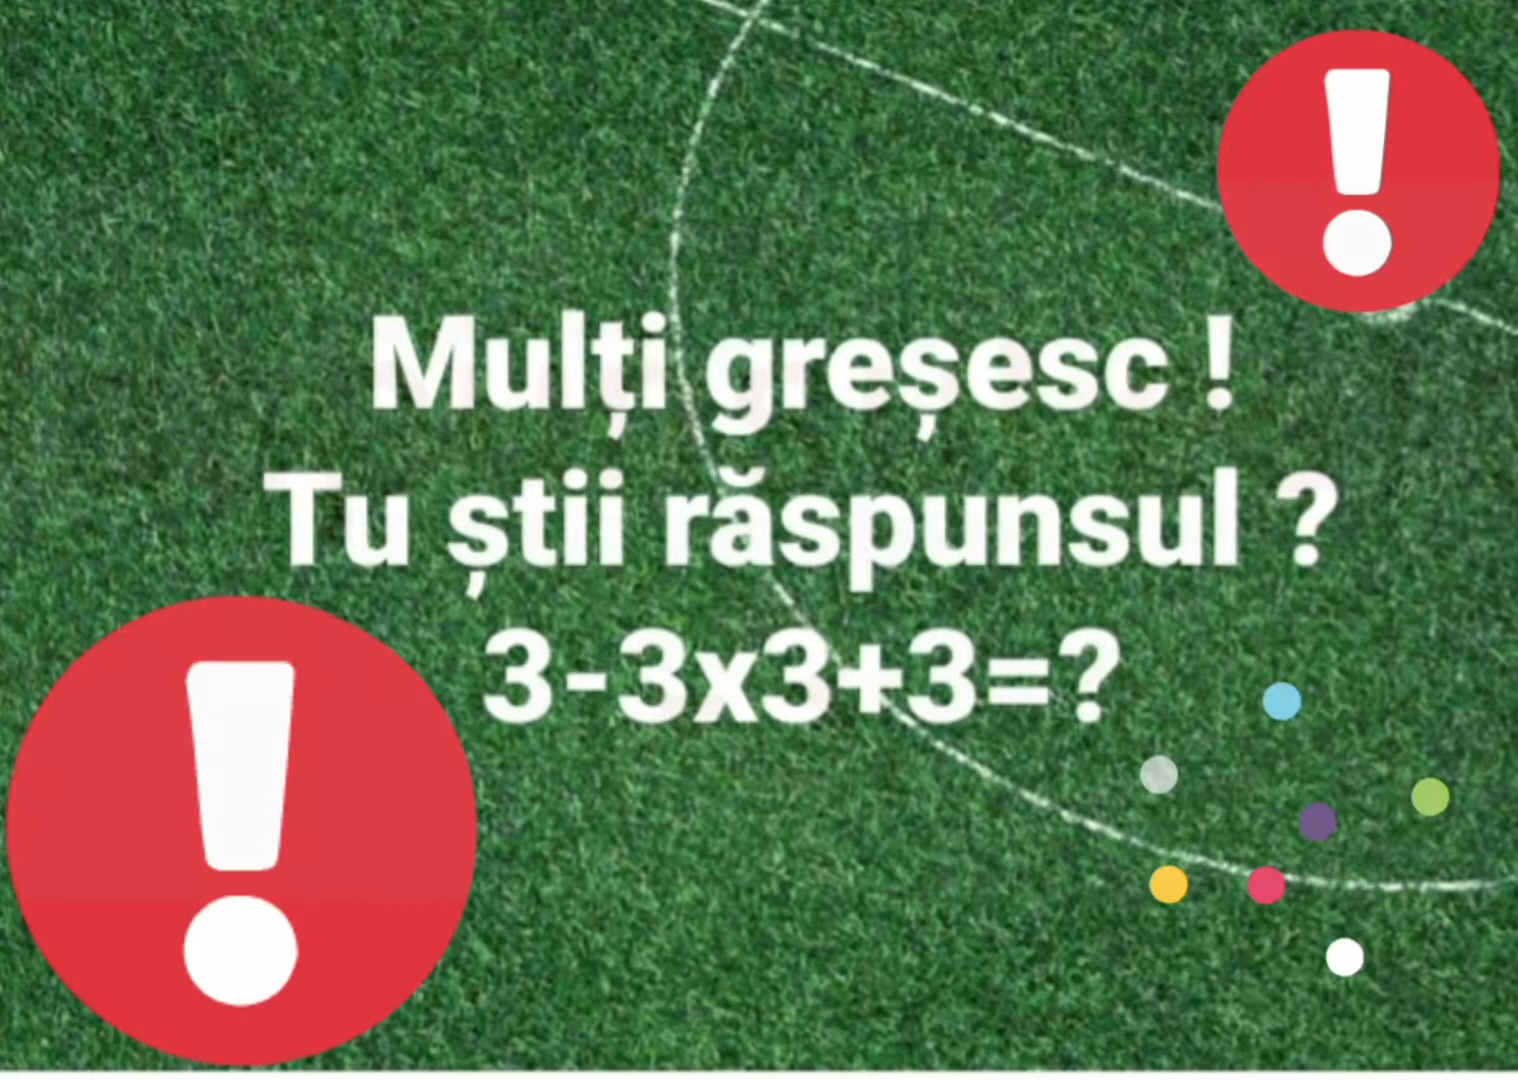 Mulți greșesc !
Tu știi răspunsul ?
3-3x3+3=?